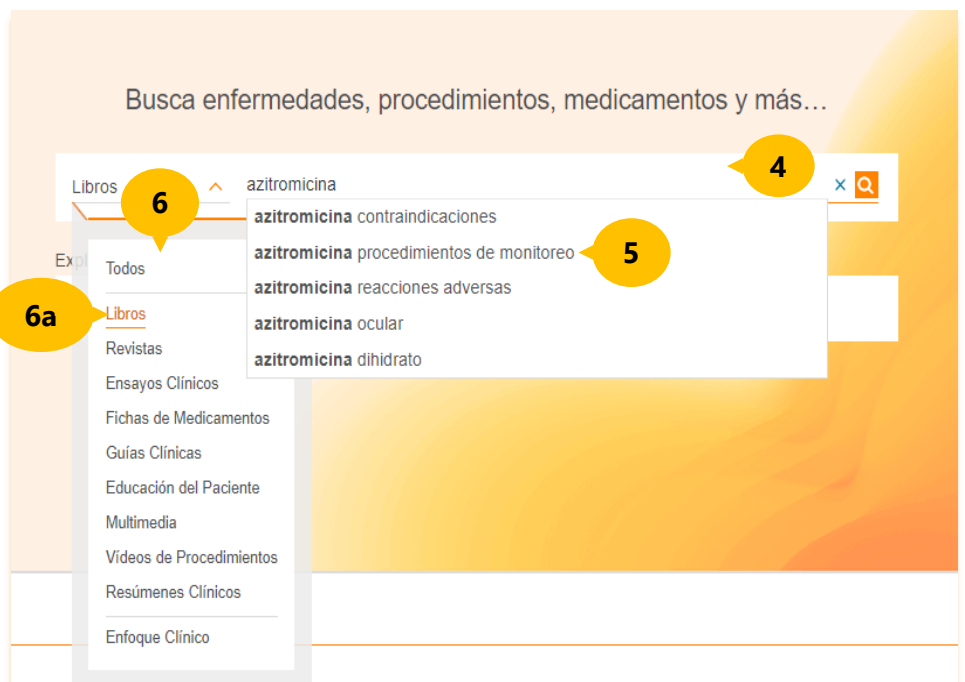 Busca enfermedades, procedimientos, medicamentos y más…
4
Libros
azitromicina
×
6
azitromicina contraindicaciones
azitromicina procedimientos de monitoreo
5
azitromicina reacciones adversas
azitromicina ocular
azitromicina dihidrato
Todos
6a
Libros
Revistas
Ensayos Clínicos
Fichas de Medicamentos
Guías Clínicas
Educación del Paciente
Multimedia
Vídeos de Procedimientos
Resúmenes Clínicos
Enfoque Clínico